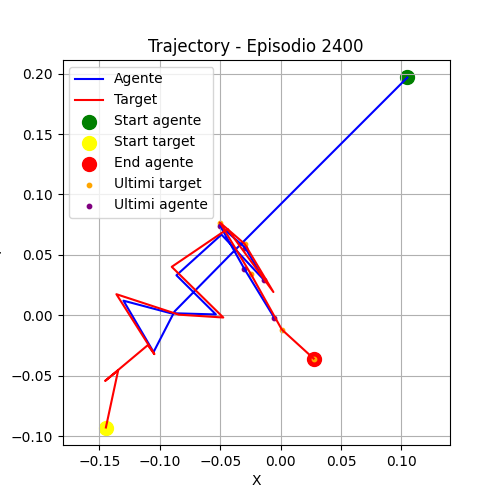 Trajectory - Episodio 2400
Agente
Target
Start agente
Start target
End agente
Ultimi target
Ultimi agente
0.20
0.15
0.10
0.05
0.00
−0.05
−0.10
−0.15
−0.10
−0.05
0.00
0.05
0.10
X